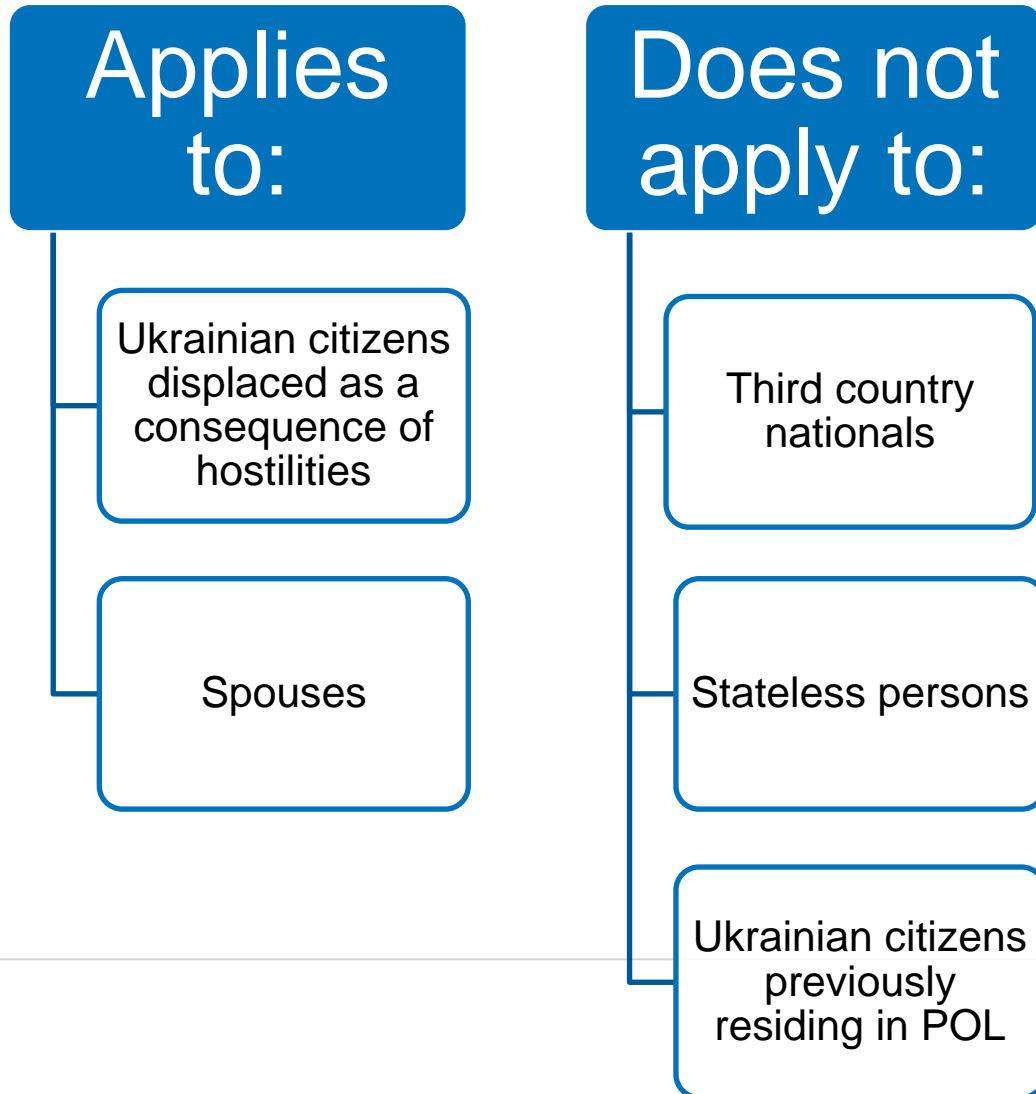 Applies
to:
Ukrainian citizens
displaced as a
consequence of
hostilities
Spouses
Does not
apply to:
Third country
nationals
Stateless persons
Ukrainian citizens
previously
residing in POL